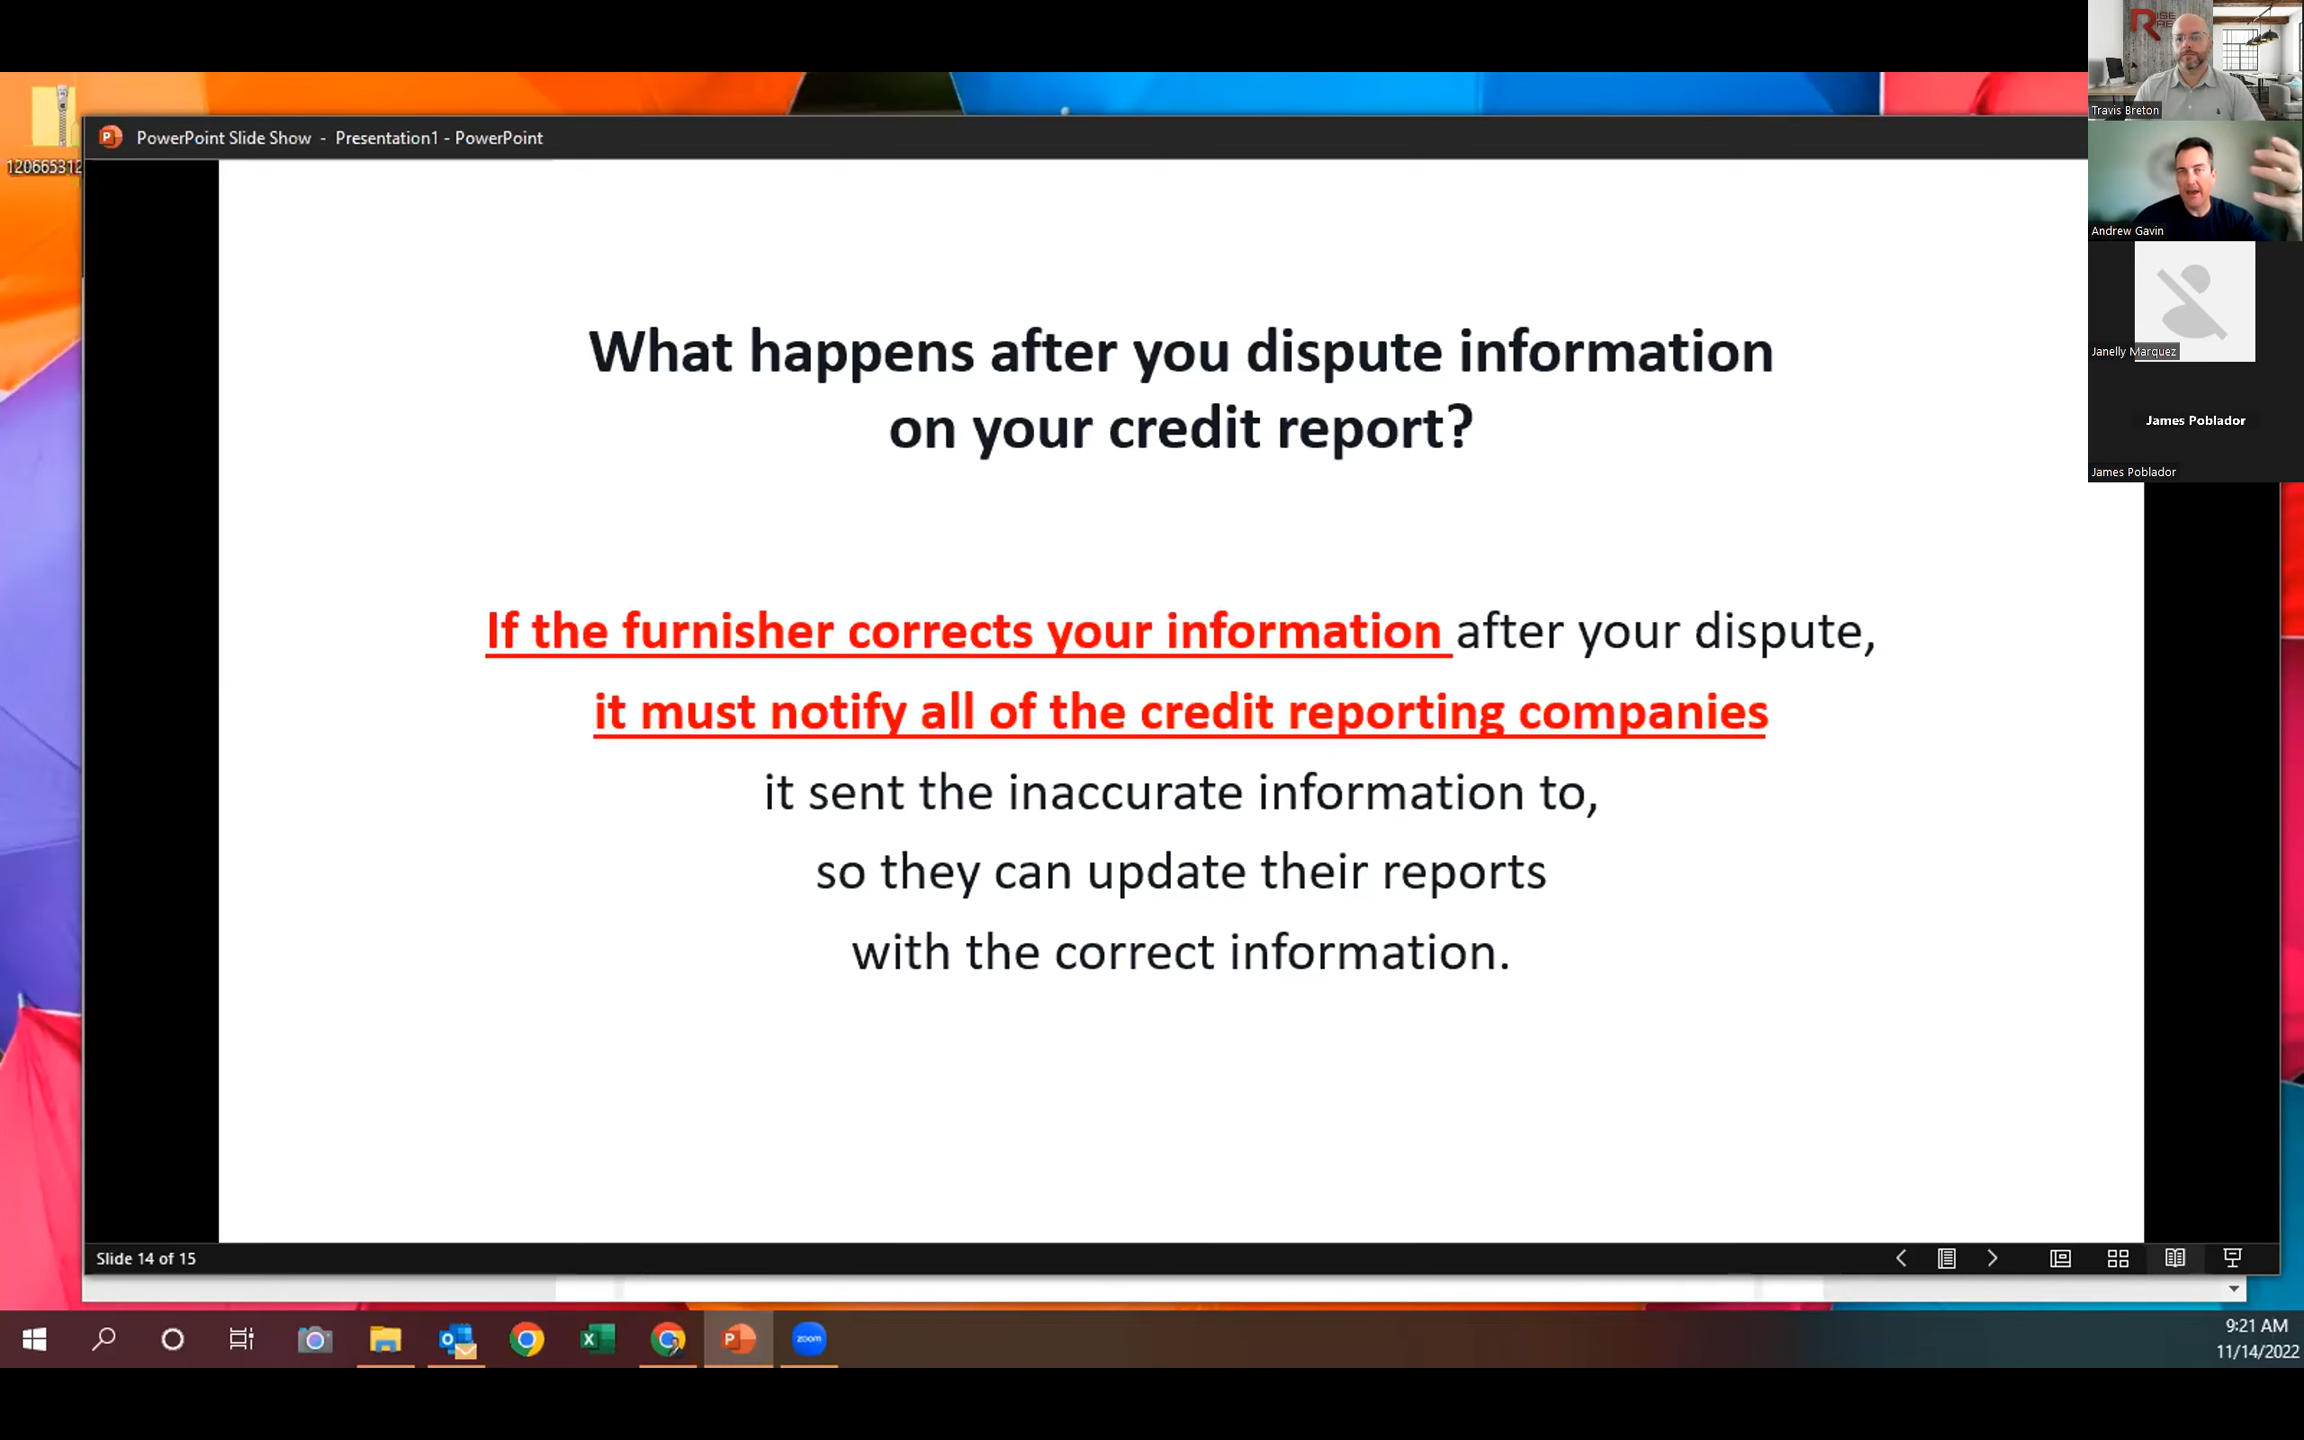 RISE
Travis Breton
120665312
PowerPoint Slide Show - Presentation1 - PowerPoint
Andrew Gavin
Janelly Marquez
James Poblador
James Poblador
What happens after you dispute information
on your credit report?
If the furnisher corrects your information after your dispute,
it must notify all of the credit reporting companies
it sent the inaccurate information to,
so they can update their reports
with the correct information.
Slide 14 of 15
zoom
9:21 AM
11/14/2022